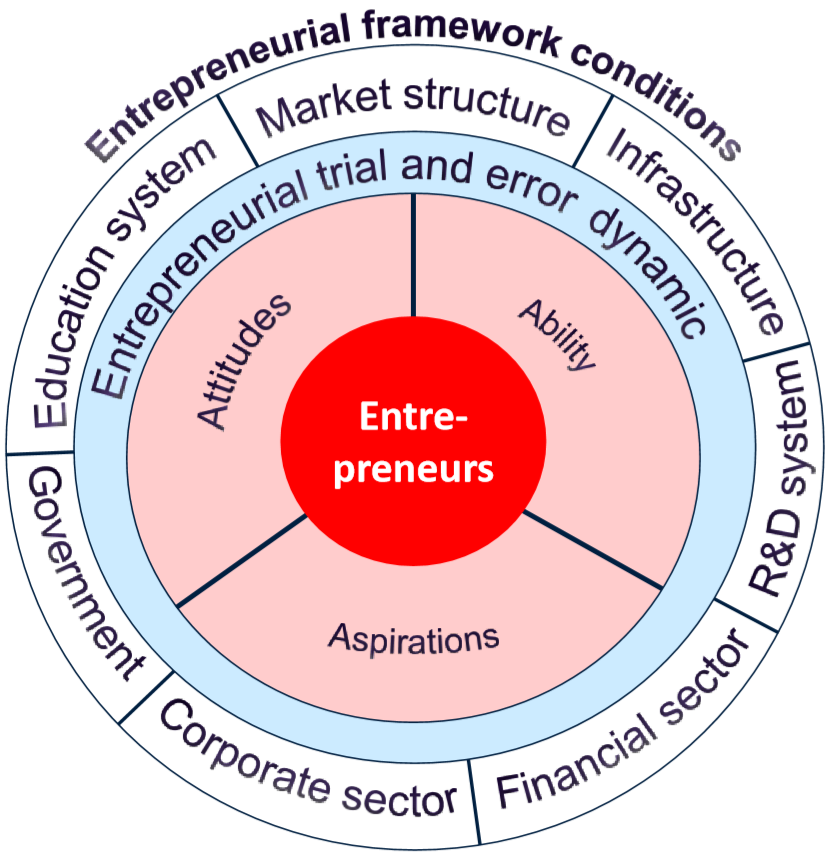 Entrepreneurial framework conditions
Market structure
Infrastructure
R&D system
Financial sector
Corporate sector
Government
Education system
Entrepreneurial trial and error dynamic
Attitudes
Ability
Aspirations
Entre-
preneurs